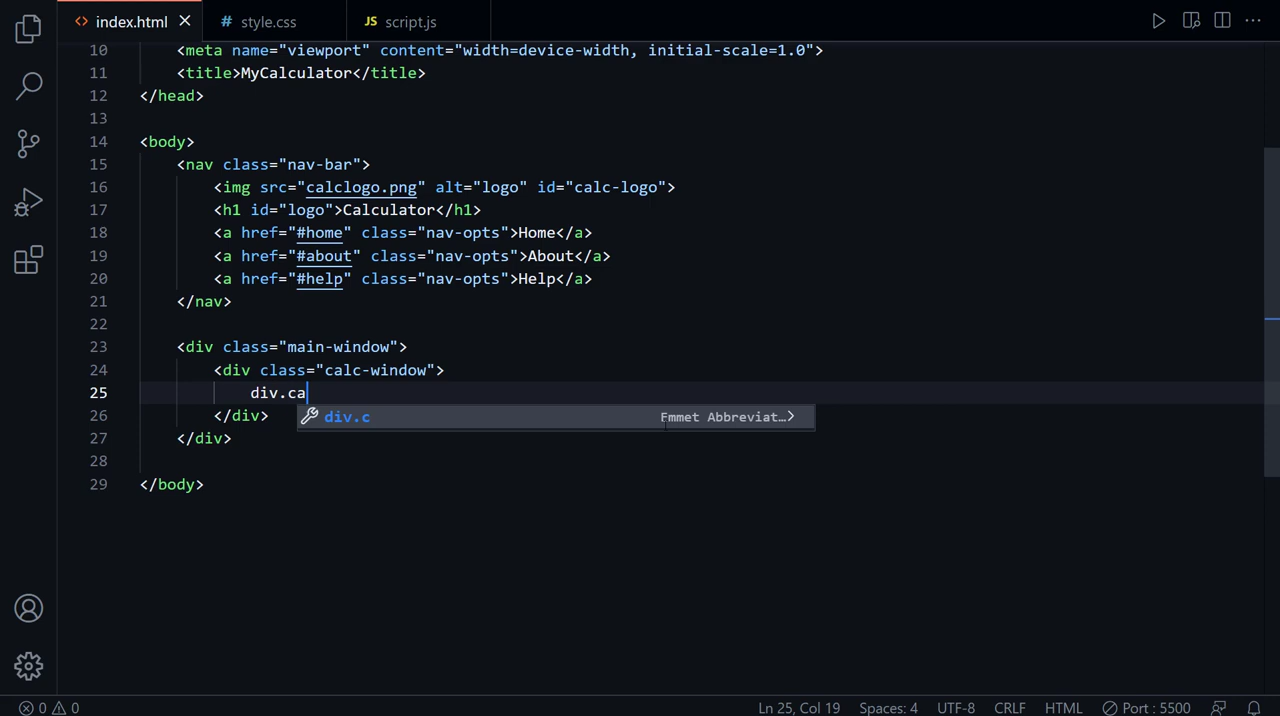 index.html
style.css
JS script.js
10 <meta name="viewport" content="width=device-width, initial-scale=1.0">
11 <title>MyCalculator</title>
12 </head>
13
14 <body>
15 <nav class="nav-bar">
16 <img src="calclogo.png" alt="logo" id="calc-logo">
17 <h1 id="logo">Calculator</h1>
18 <a href="#home" class="nav-opts">Home</a>
19 <a href="#about" class="nav-opts">About</a>
20 <a href="#help" class="nav-opts">Help</a>
21 </nav>
22
23 <div class="main-window">
24 <div class="calc-window">
25 div.ca
26 </div>
div.c Emmet Abbreviat…
27 </div>
28
29 </body>
0 0 Ln 25, Col 19 Spaces: 4 UTF-8 CRLF HTML Port : 5500